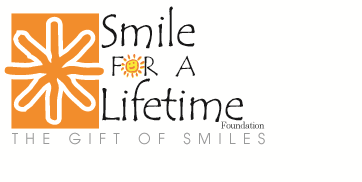 Smile
FOR A
Lifetime
Foundation
THE GIFT OF SMILES